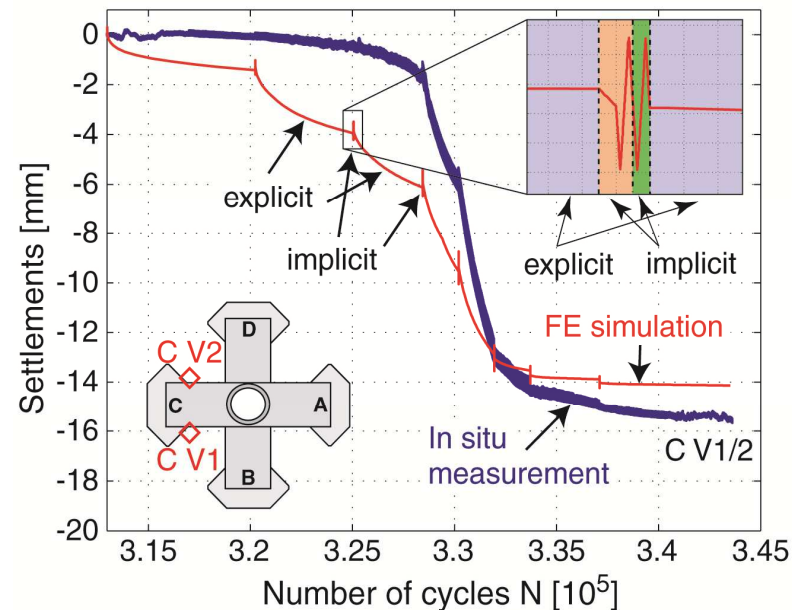 0
-2
-4
-6
-8
-10
-12
-14
-16
-18
-20
Settlements [mm]
explicit
implicit
explicit
implicit
FE simulation
In situ
measurement
C V1/2
C V2
C V1
D
C
A
B
3.15
3.2
3.25
3.3
3.35
3.4
3.45
Number of cycles N [10⁵]